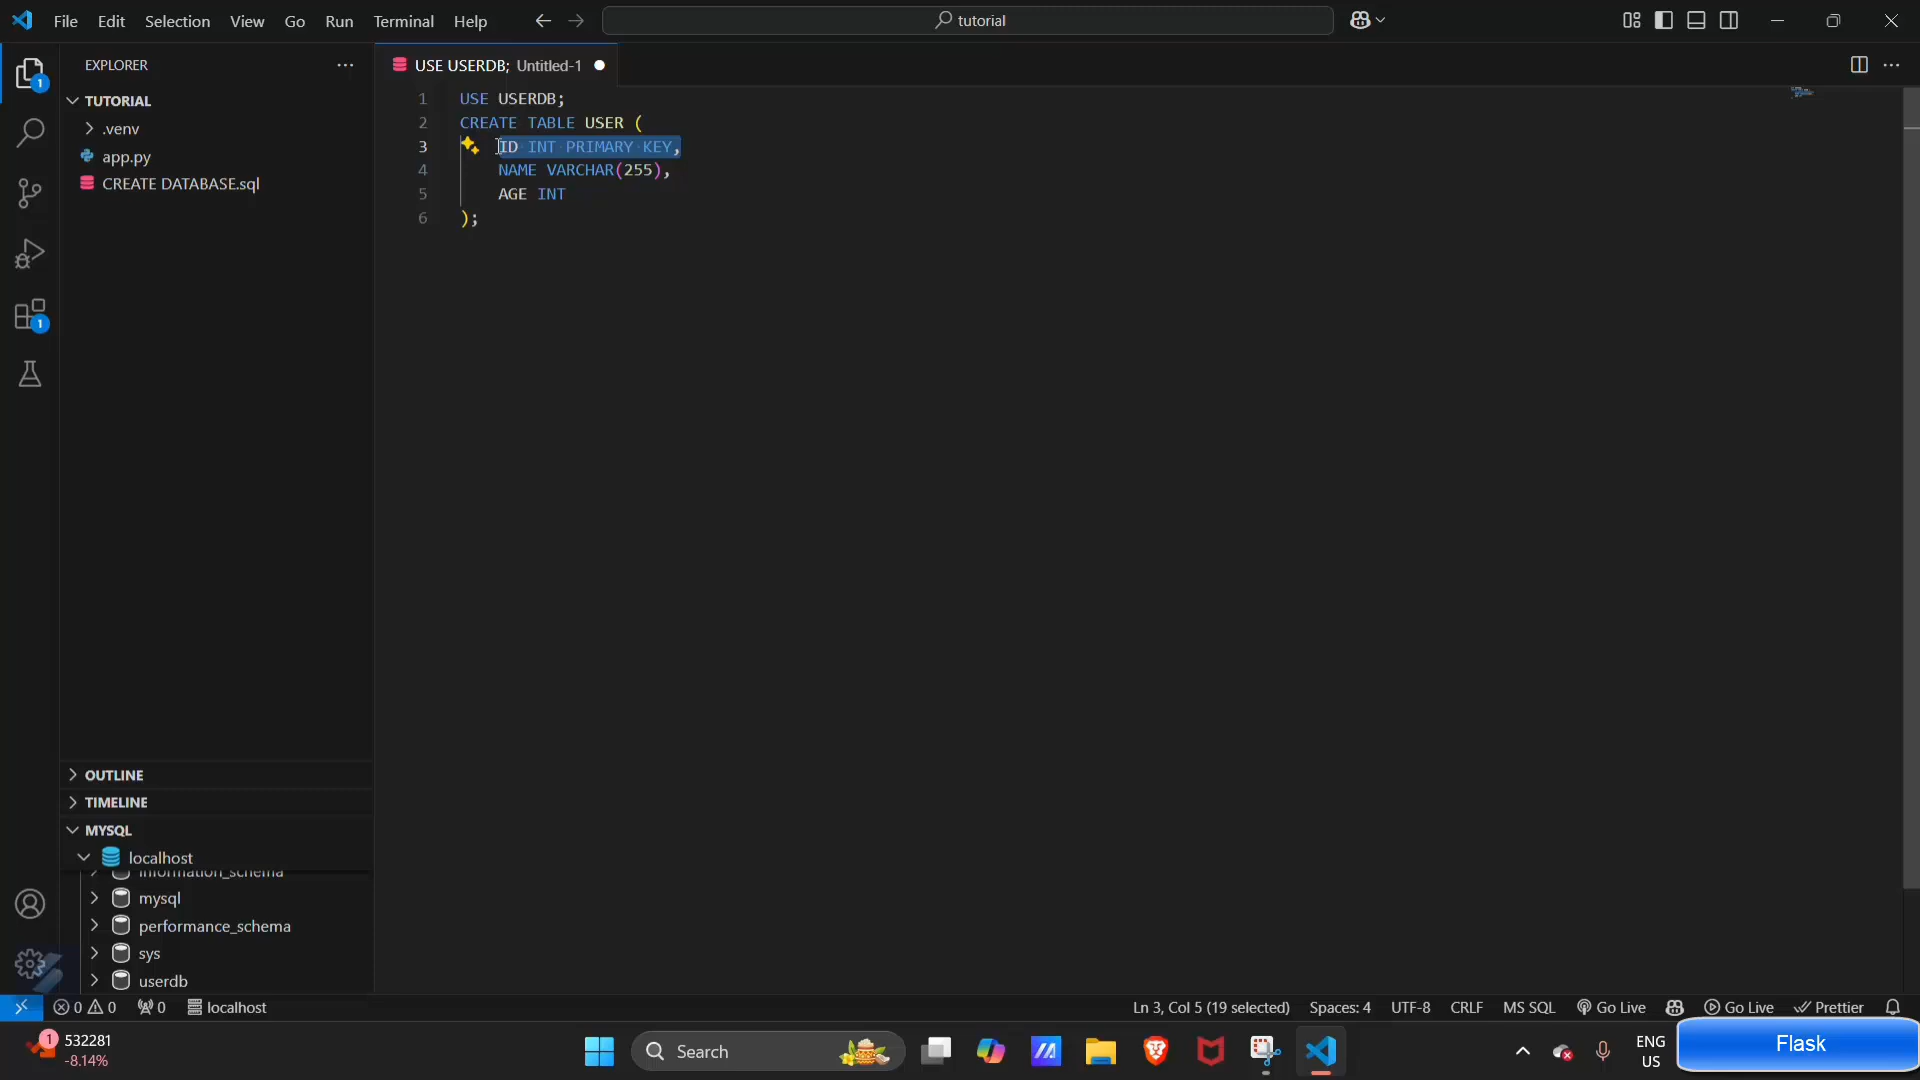 File Edit Selection View Go Run Terminal Help
tutorial
EXPLORER
USE USERDB; Untitled-1
TUTORIAL
.venv
app.py
CREATE DATABASE.sql
1 USE USERDB;
2 CREATE TABLE USER (
3 ID INT PRIMARY KEY,
4 NAME VARCHAR(255),
5 AGE INT
6 );
OUTLINE
TIMELINE
MYSQL
localhost
information_schema
mysql
performance_schema
sys
userdb
1
1
0 0 0 localhost
Ln 3, Col 5 (19 selected) Spaces: 4 UTF-8 CRLF MS SQL Go Live Go Live Prettier
1
532281
-8.14%
Search
ENG
US
Flask